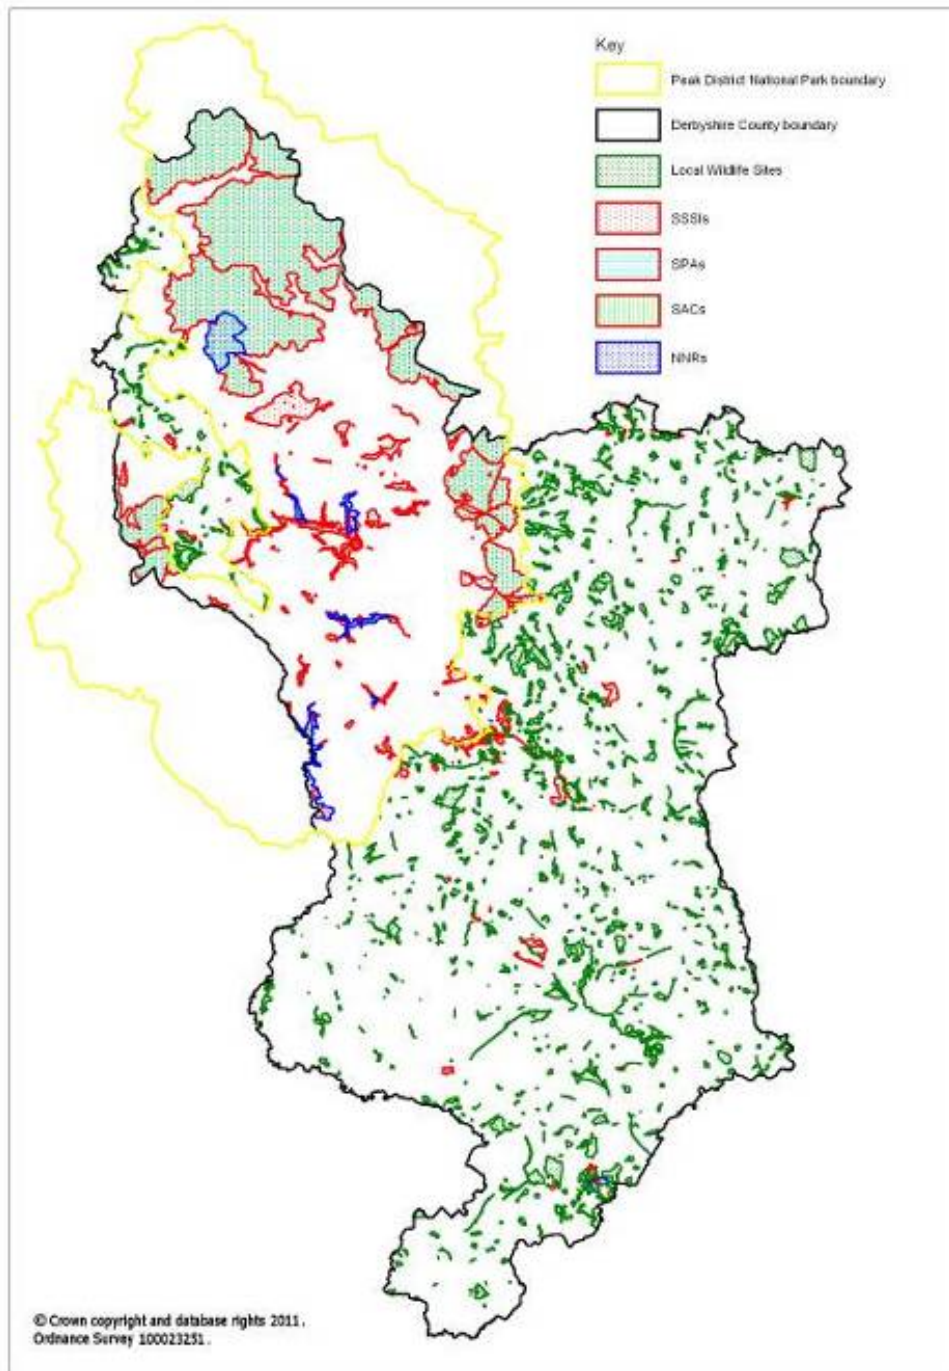 Key
Peak District National Park boundary
Derbyshire County boundary
Local Wildlife Sites
SSSIs
SPAs
SACs
NNRs
© Crown copyright and database rights 2011.
Ordnance Survey 100023251.